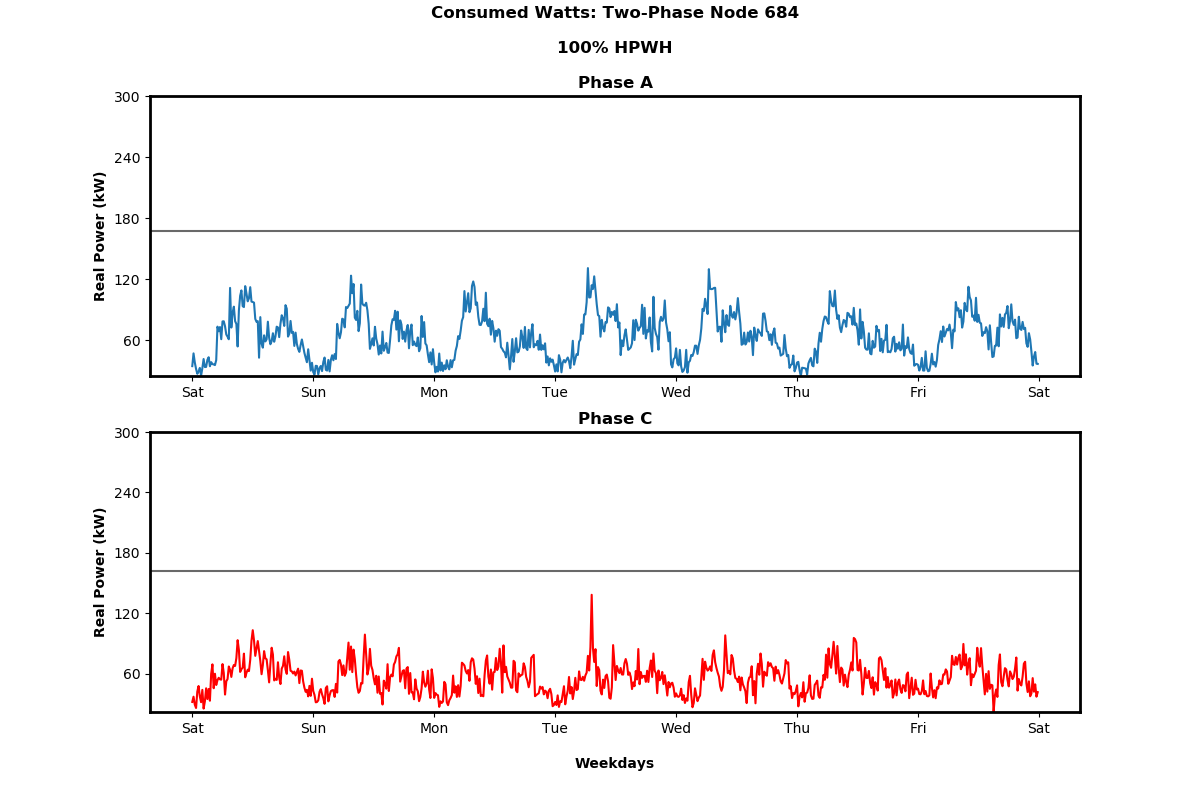 Consumed Watts: Two-Phase Node 684
100% HPWH
Phase A
300
240
180
120
60
Real Power (kW)
Sat Sun Mon Tue Wed Thu Fri Sat
Phase C
300
240
180
120
60
Real Power (kW)
Sat Sun Mon Tue Wed Thu Fri Sat
Weekdays